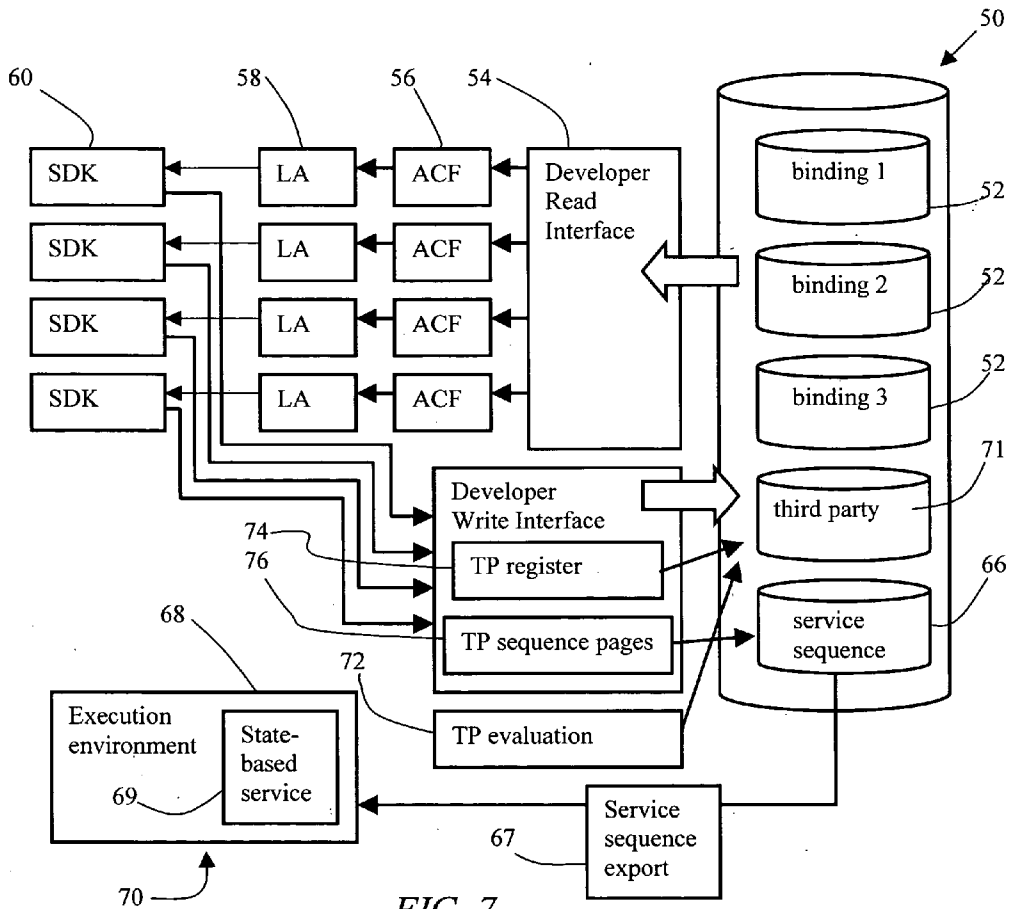 50
60
58
56
54
SDK
LA
ACF
Developer
Read
Interface
binding 1
52
SDK
LA
ACF
binding 2
52
SDK
LA
ACF
binding 3
52
SDK
LA
ACF
71
third party
Developer
Write Interface
74
TP register
76
TP sequence pages
66
service
sequence
68
72
TP evaluation
Execution
environment
State-
based
service
69
Service
sequence
export
67
70
FIG. 7